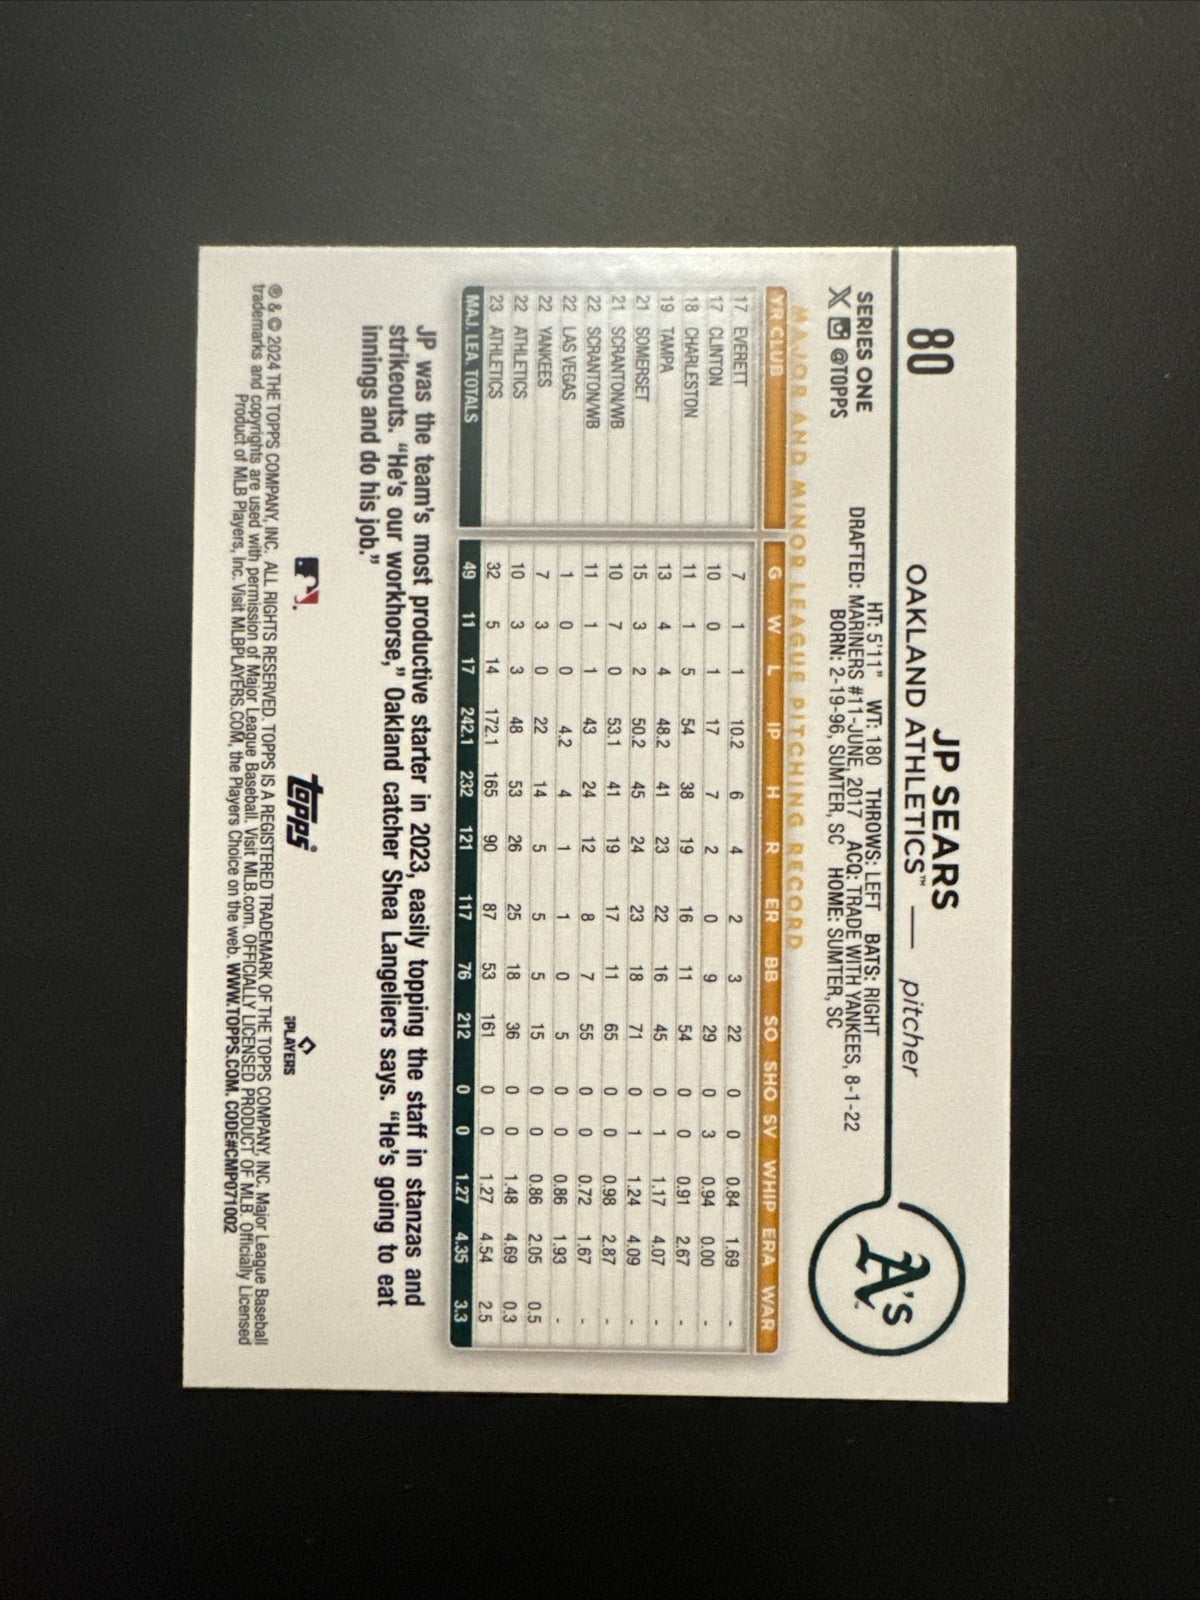 80
JP SEARS
OAKLAND ATHLETICS™ — pitcher
A's
SERIES ONE
X @TOPPS
HT: 5'11" WT: 180 THROWS: LEFT BATS: RIGHT
DRAFTED: MARINERS #11-JUNE, 2017 ACQ: TRADE WITH YANKEES, 8-1-22
BORN: 2-19-96, SUMTER, SC HOME: SUMTER, SC
MAJOR AND MINOR LEAGUE PITCHING RECORD
YR CLUB G W L IP H R ER BB SO SHO SV WHIP ERA WAR
17 EVERETT 7 1 1 10.2 6 4 2 3 22 0 0 0.84 1.69 -
17 CLINTON 10 0 1 17 7 2 0 9 29 0 3 0.94 0.00 -
18 CHARLESTON 11 1 5 54 38 19 16 11 54 0 0 0.91 2.67 -
19 TAMPA 13 4 4 48.2 41 23 22 16 45 0 1 1.17 4.07 -
21 SOMERSET 15 3 2 50.2 45 24 23 18 71 0 1 1.24 4.09 -
21 SCRANTON/WB 10 7 0 53.1 41 19 17 11 65 0 0 0.98 2.87 -
22 SCRANTON/WB 11 1 1 43 24 12 8 7 55 0 0 0.72 1.67 -
22 LAS VEGAS 1 0 0 4.2 4 1 1 0 5 0 0 0.86 1.93 -
22 YANKEES 7 3 0 22 14 5 5 5 15 0 0 0.86 2.05 0.5
22 ATHLETICS 10 3 3 48 53 26 25 18 36 0 0 1.48 4.69 0.3
23 ATHLETICS 32 5 14 172.1 165 90 87 53 161 0 0 1.27 4.54 2.5
MAJ. LEA. TOTALS 49 11 17 242.1 232 121 117 76 212 0 0 1.27 4.35 3.3
JP was the team's most productive starter in 2023, easily topping the staff in stanzas and
strikeouts. "He's our workhorse," Oakland catcher Shea Langeliers says. "He's going to eat
innings and do his job."
topps®
PLAYERS
® & © 2024 THE TOPPS COMPANY, INC. ALL RIGHTS RESERVED. TOPPS IS A REGISTERED TRADEMARK OF THE TOPPS COMPANY, INC. Major League Baseball
trademarks and copyrights are used with permission of Major League Baseball. Visit MLB.com. OFFICIALLY LICENSED PRODUCT OF MLB. Officially Licensed
Product of MLB Players, Inc. Visit MLBPLAYERS.COM, the Players Choice on the web. WWW.TOPPS.COM. CODE#CMP071002